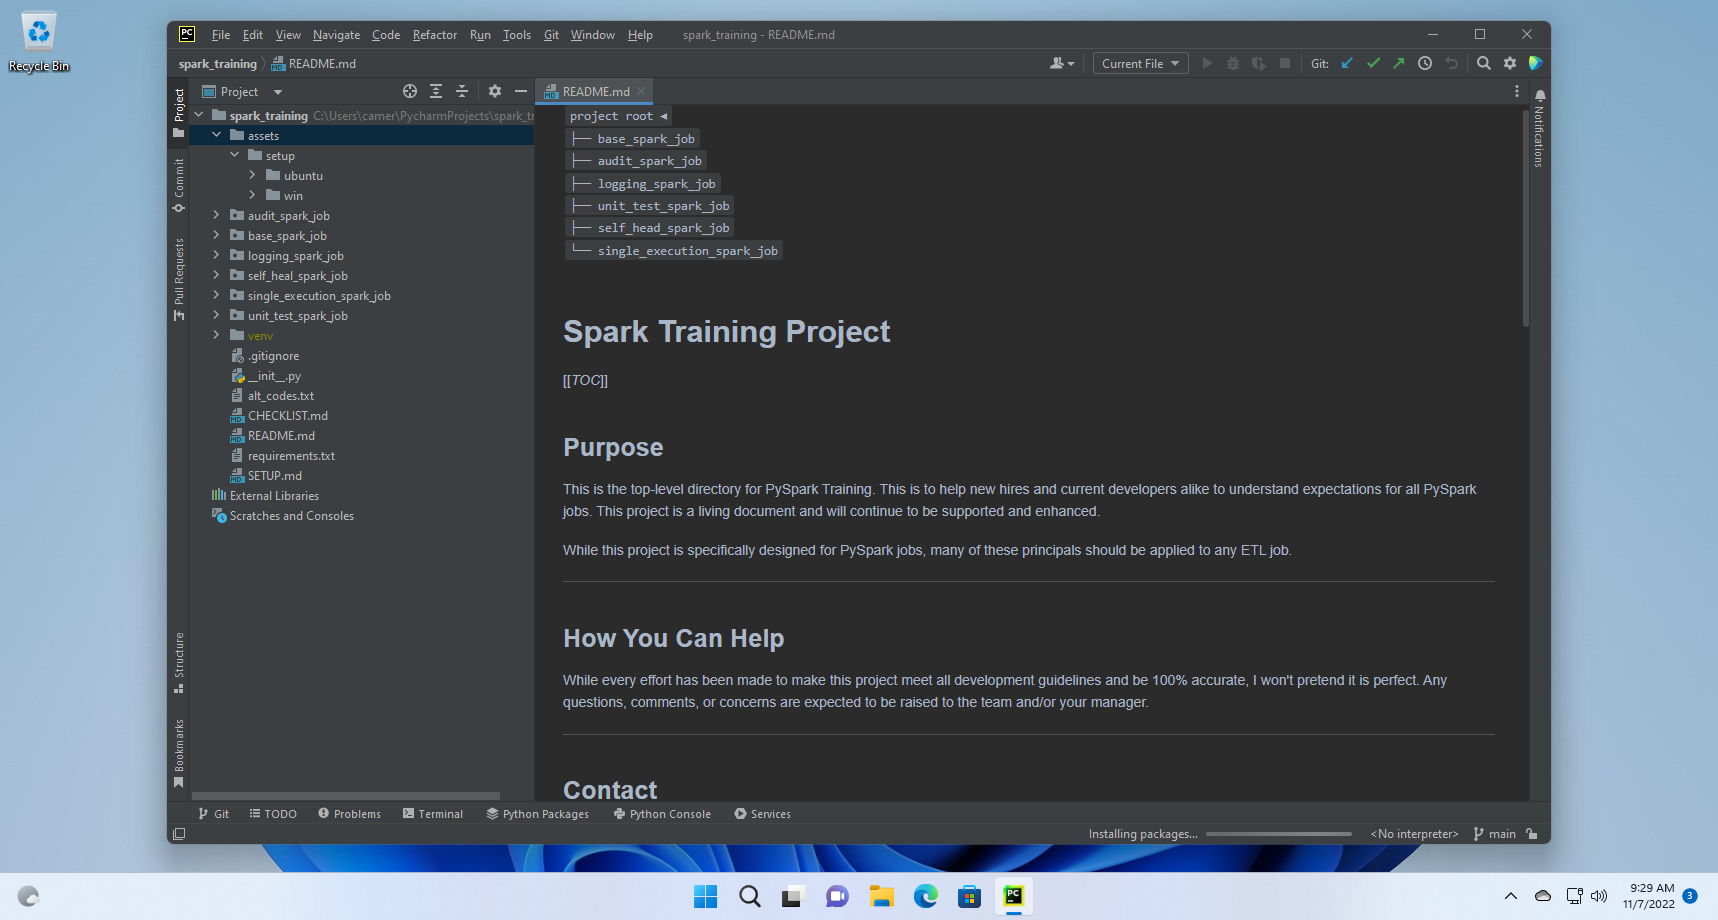 Recycle Bin
PC File Edit View Navigate Code Refactor Run Tools Git Window Help spark_training - README.md
spark_training README.md Current File Git:
Project
Project README.md
spark_training C:\Users\camer\PycharmProjects\spark_tr
assets
setup
ubuntu
win
audit_spark_job
base_spark_job
logging_spark_job
self_heal_spark_job
single_execution_spark_job
unit_test_spark_job
venv
.gitignore
__init__.py
alt_codes.txt
CHECKLIST.md
README.md
requirements.txt
SETUP.md
External Libraries
Scratches and Consoles
Commit
Pull Requests
Structure
Bookmarks
project root ◄
├── base_spark_job
├── audit_spark_job
├── logging_spark_job
├── unit_test_spark_job
├── self_head_spark_job
└── single_execution_spark_job
Spark Training Project
[[TOC]]
Purpose
This is the top-level directory for PySpark Training. This is to help new hires and current developers alike to understand expectations for all PySpark
jobs. This project is a living document and will continue to be supported and enhanced.
While this project is specifically designed for PySpark jobs, many of these principals should be applied to any ETL job.
How You Can Help
While every effort has been made to make this project meet all development guidelines and be 100% accurate, I won't pretend it is perfect. Any
questions, comments, or concerns are expected to be raised to the team and/or your manager.
Contact
Notifications
Git TODO Problems Terminal Python Packages Python Console Services
Installing packages... <No interpreter> main
PC
9:29 AM
11/7/2022
3